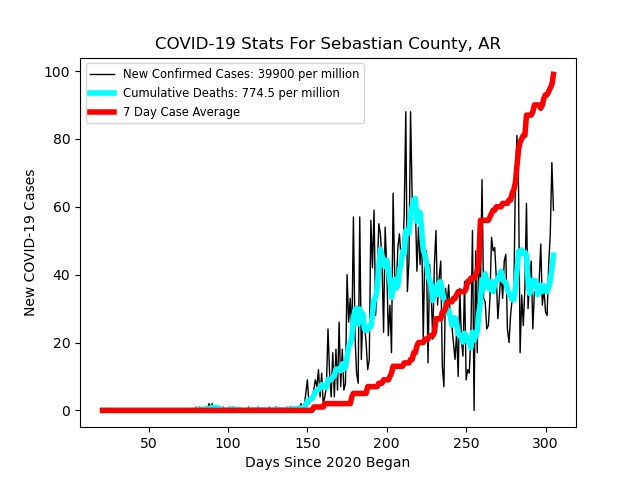 COVID-19 Stats For Sebastian County, AR
New Confirmed Cases: 39900 per million
Cumulative Deaths: 774.5 per million
7 Day Case Average
New COVID-19 Cases
100
80
60
40
20
0
50 100 150 200 250 300
Days Since 2020 Began